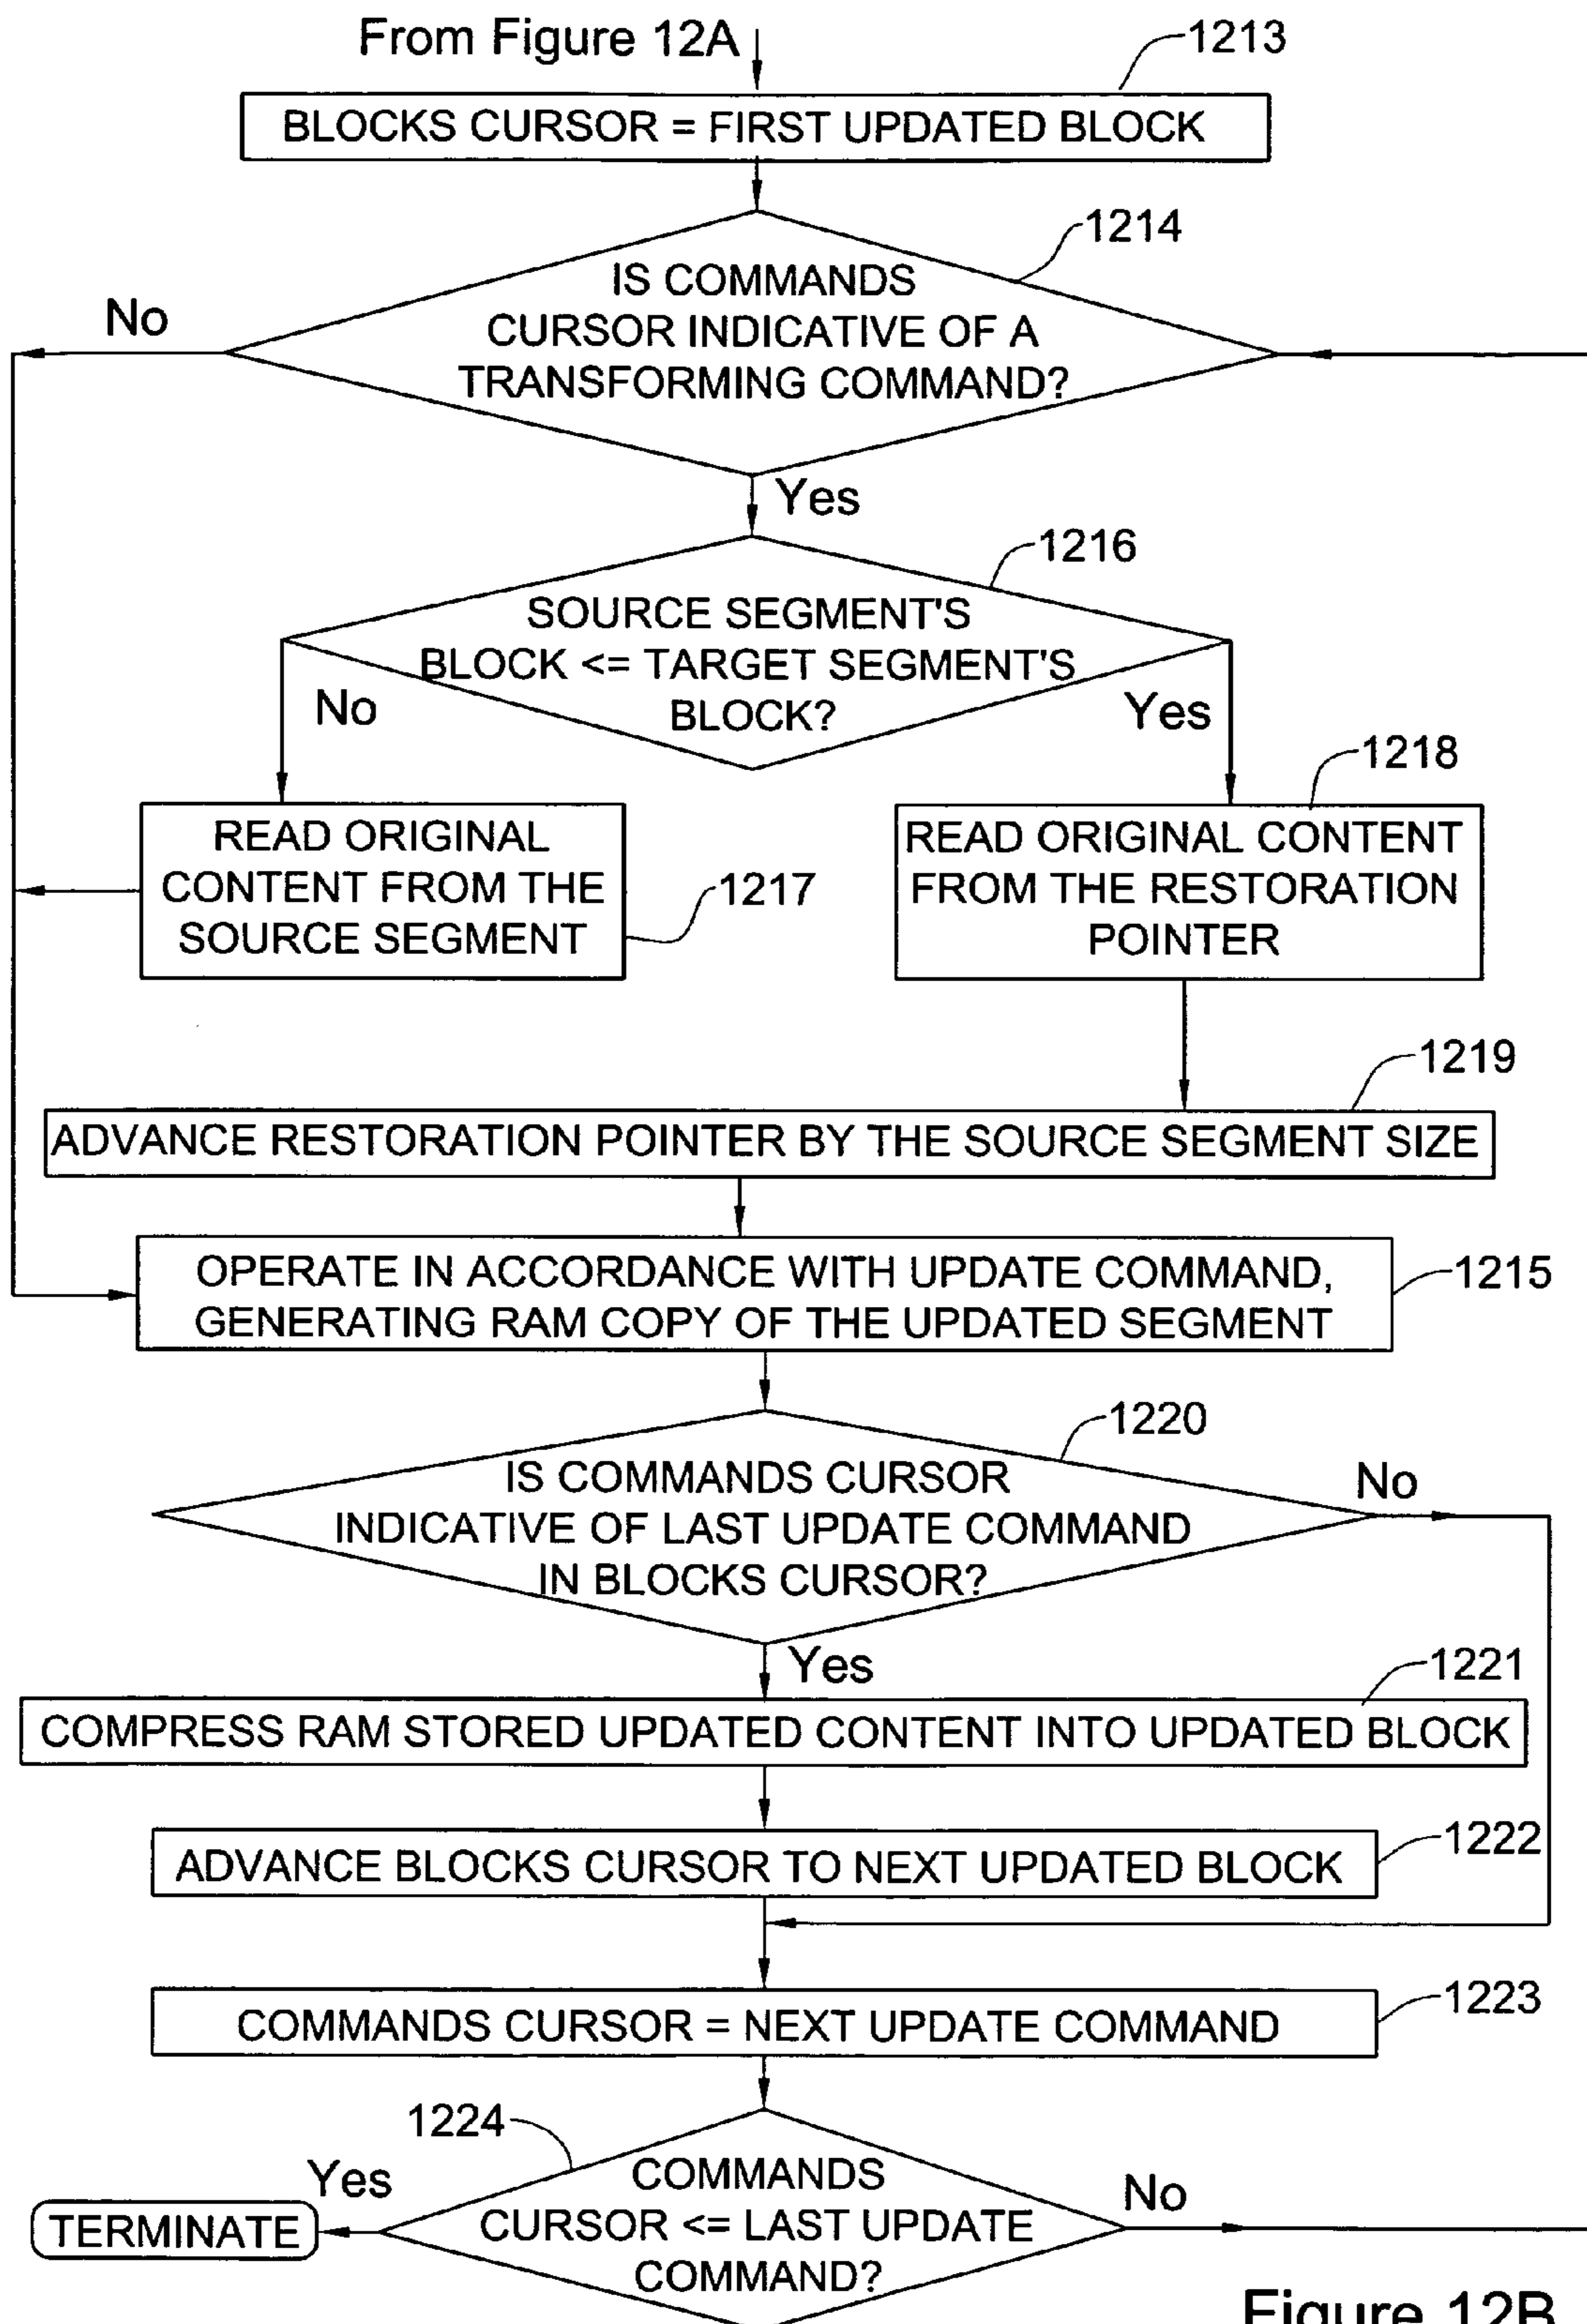 From Figure 12A
1213
BLOCKS CURSOR = FIRST UPDATED BLOCK
1214
IS COMMANDS
CURSOR INDICATIVE OF A
TRANSFORMING COMMAND?
No
Yes
1216
SOURCE SEGMENT'S
BLOCK <= TARGET SEGMENT'S
BLOCK?
No
Yes
1218
READ ORIGINAL
CONTENT FROM THE
SOURCE SEGMENT
1217
READ ORIGINAL CONTENT
FROM THE RESTORATION
POINTER
1219
ADVANCE RESTORATION POINTER BY THE SOURCE SEGMENT SIZE
OPERATE IN ACCORDANCE WITH UPDATE COMMAND,
GENERATING RAM COPY OF THE UPDATED SEGMENT
1215
1220
IS COMMANDS CURSOR
INDICATIVE OF LAST UPDATE COMMAND
IN BLOCKS CURSOR?
No
Yes
1221
COMPRESS RAM STORED UPDATED CONTENT INTO UPDATED BLOCK
1222
ADVANCE BLOCKS CURSOR TO NEXT UPDATED BLOCK
1223
COMMANDS CURSOR = NEXT UPDATE COMMAND
1224
Yes
COMMANDS
CURSOR <= LAST UPDATE
COMMAND?
No
TERMINATE
Figure 12B